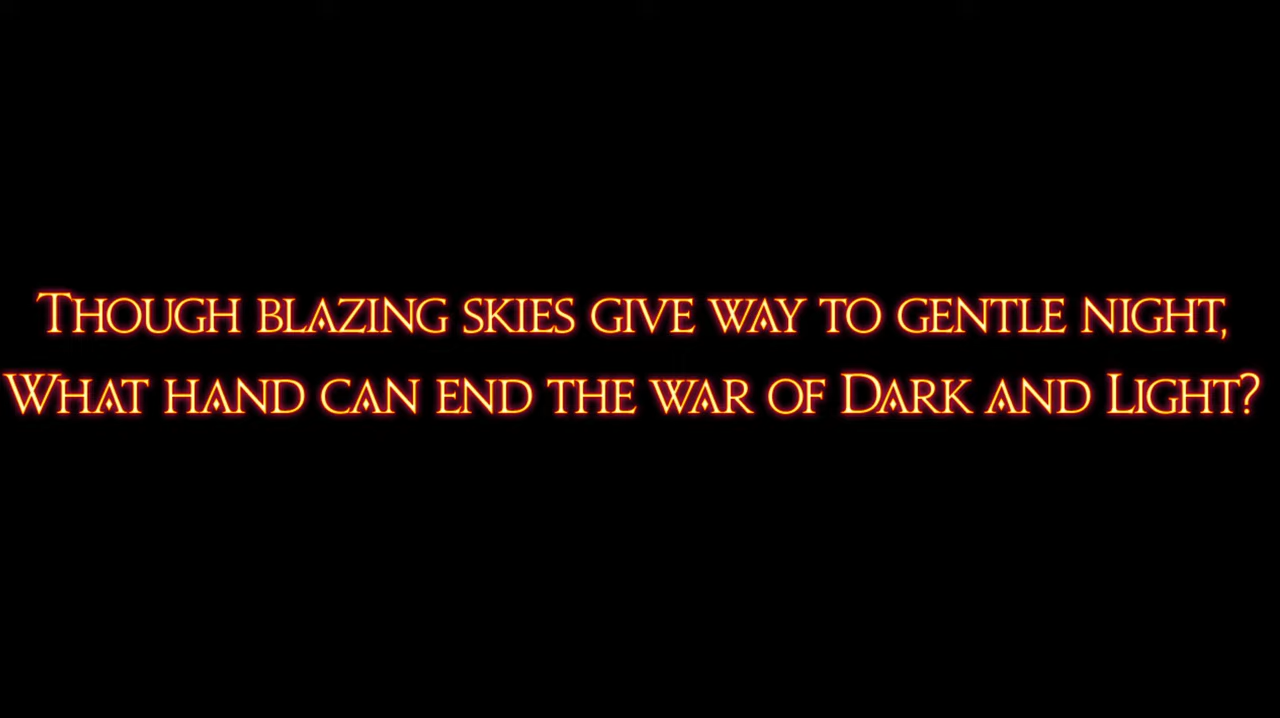 Though blazing skies give way to gentle night,
What hand can end the war of Dark and Light?